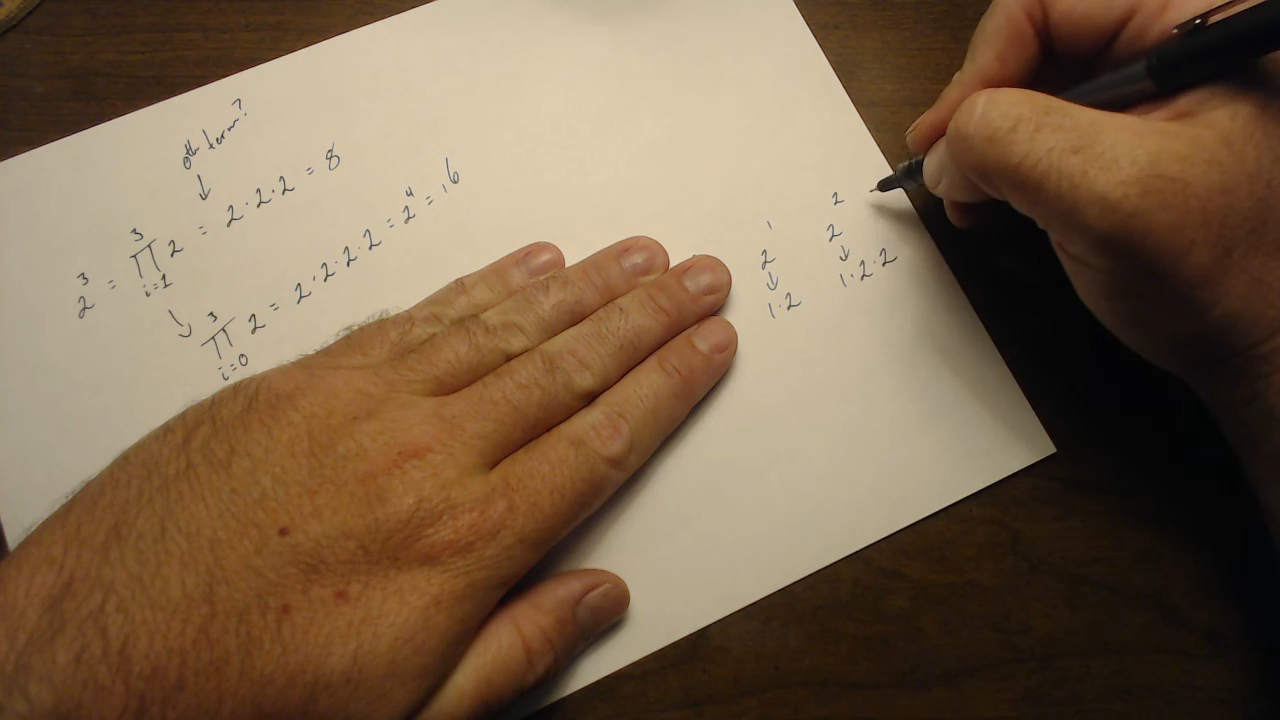 0th term?
↓
2³ = ∏_{i=1}^{3} 2 = 2·2·2 = 8
↓ ∏_{i=0}^{3} 2 = 2·2·2·2 = 2⁴ = 16
2¹ 2²
↓ ↓
1·2 1·2·2